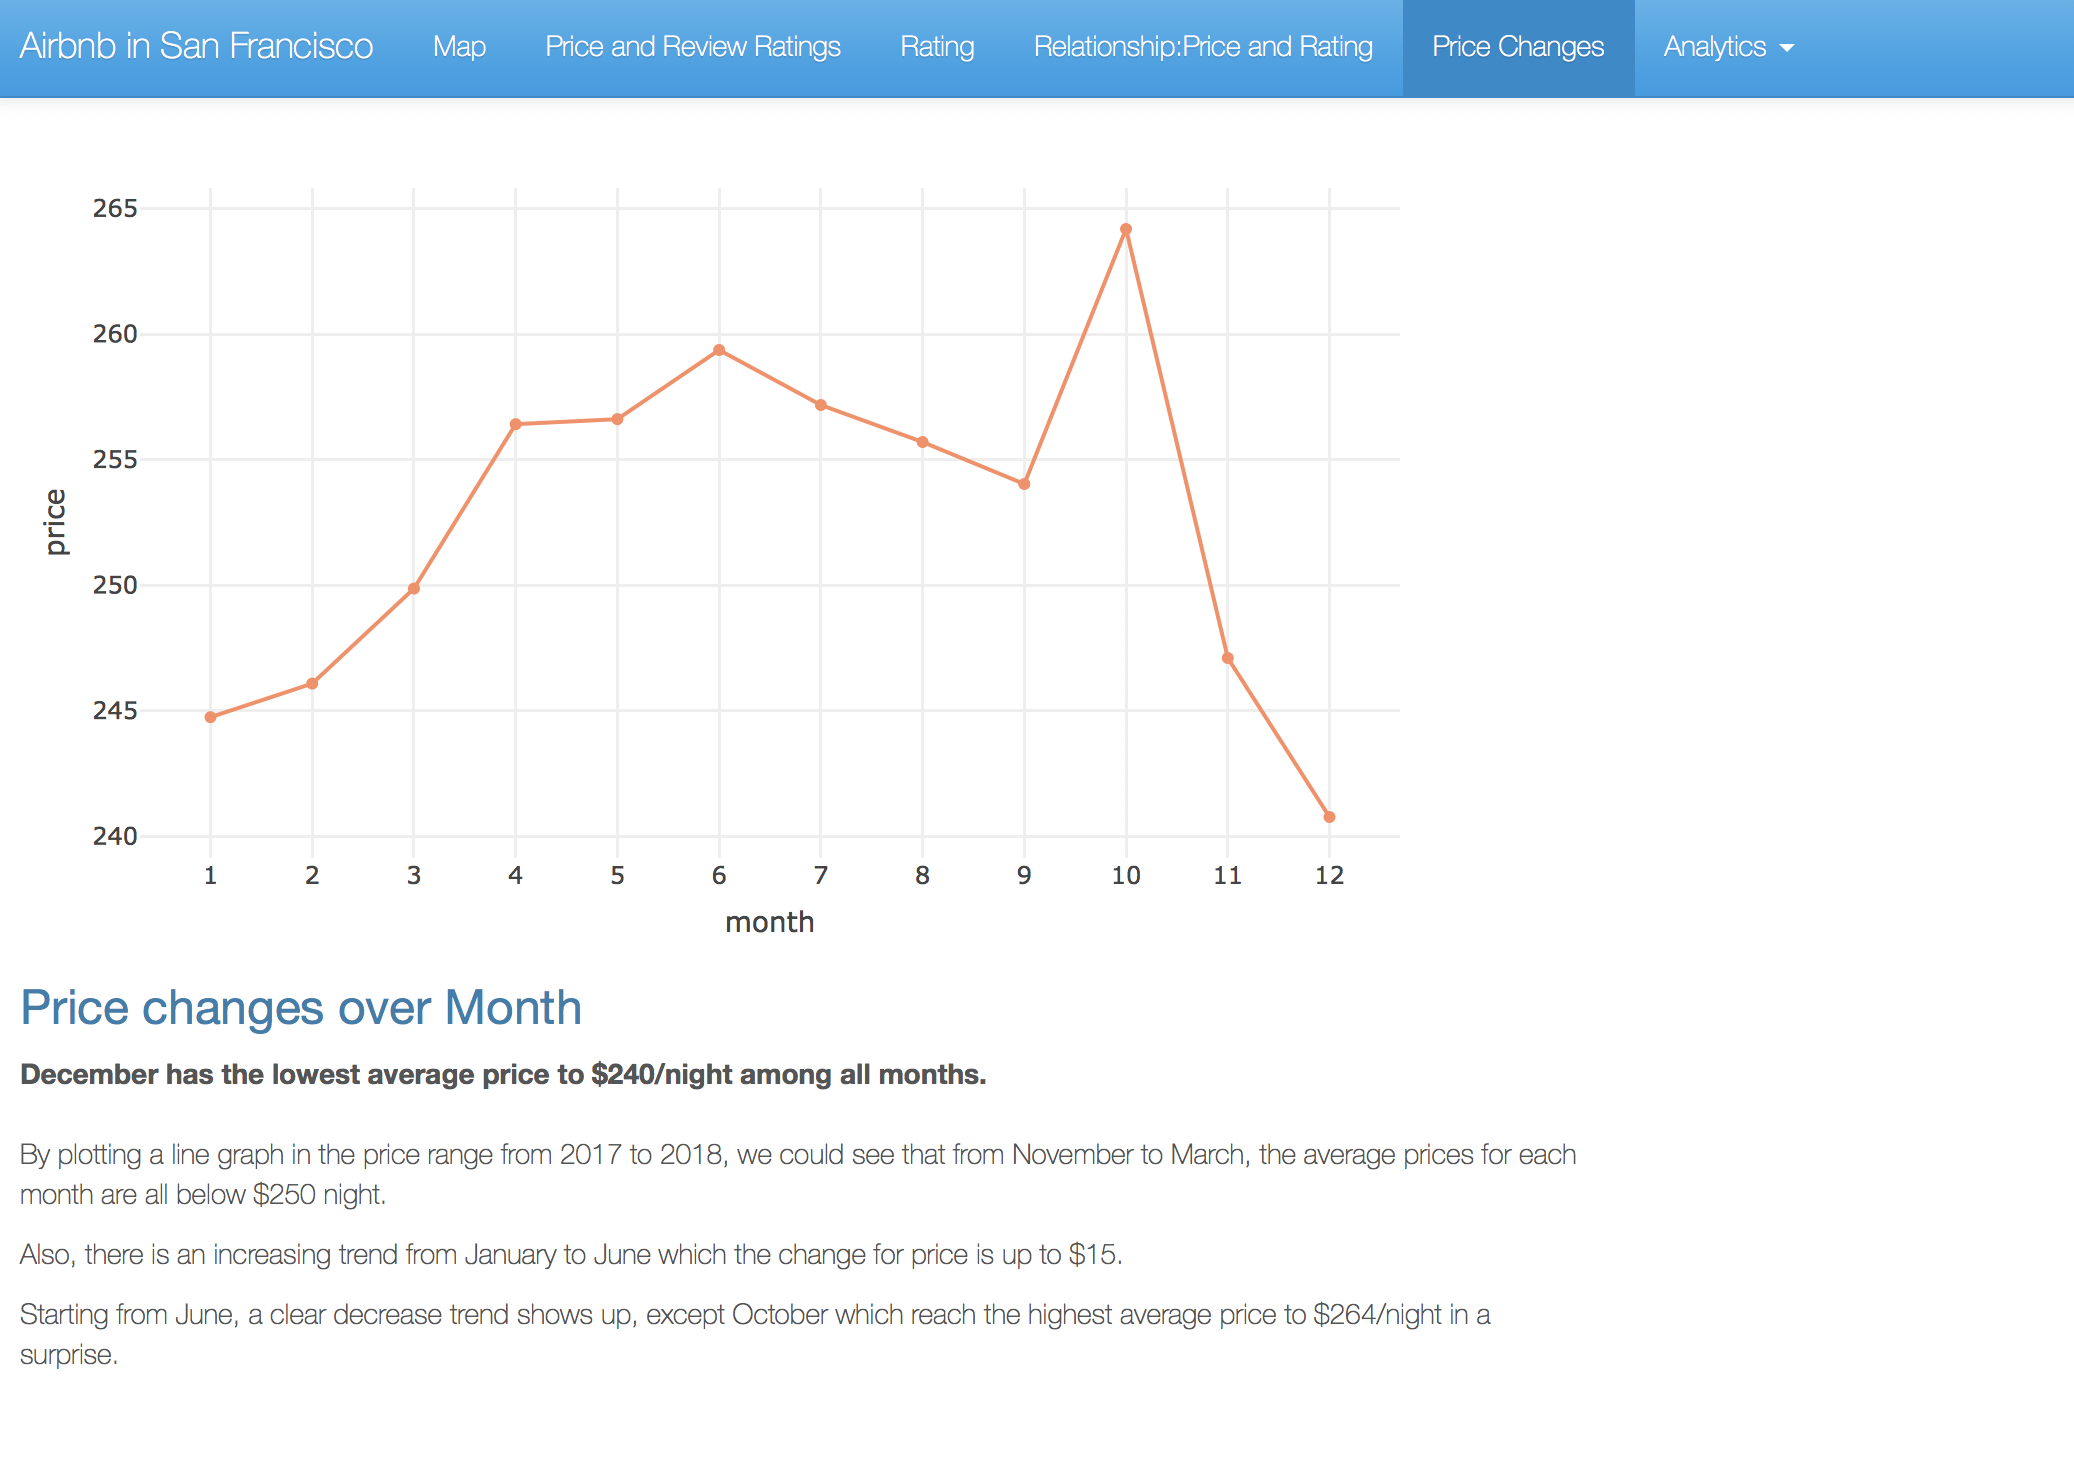 Airbnb in San Francisco Map Price and Review Ratings Rating Relationship:Price and Rating Price Changes Analytics
265
260
255
250
245
240
price
1 2 3 4 5 6 7 8 9 10 11 12
month
Price changes over Month
December has the lowest average price to $240/night among all months.
By plotting a line graph in the price range from 2017 to 2018, we could see that from November to March, the average prices for each
month are all below $250 night.
Also, there is an increasing trend from January to June which the change for price is up to $15.
Starting from June, a clear decrease trend shows up, except October which reach the highest average price to $264/night in a
surprise.